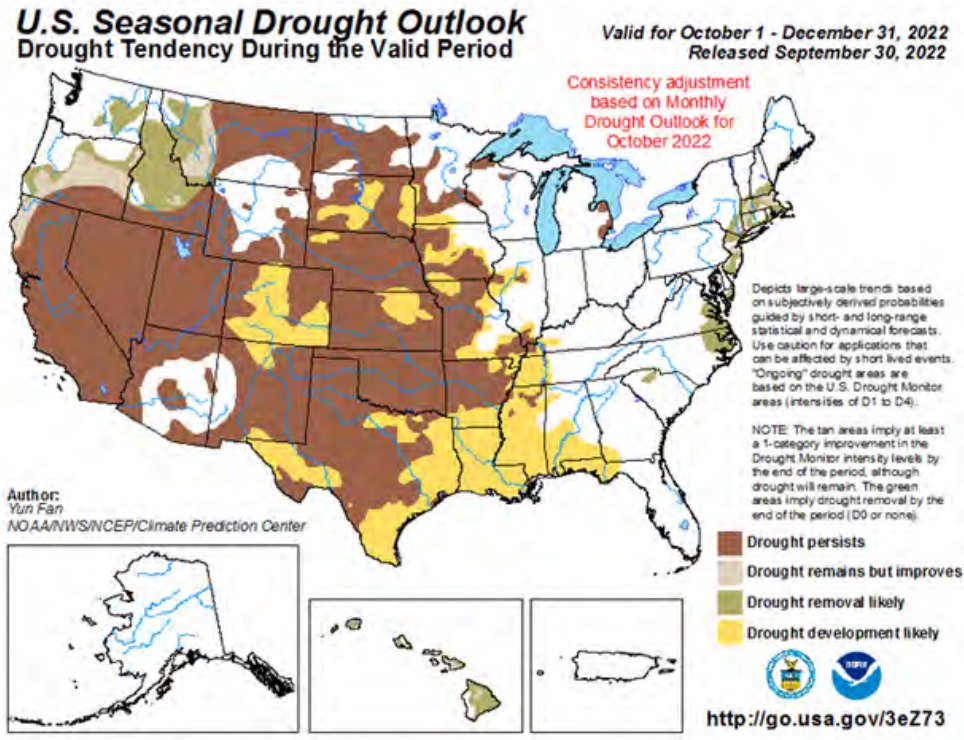 U.S. Seasonal Drought Outlook
Drought Tendency During the Valid Period
Valid for October 1 - December 31, 2022
Released September 30, 2022
Consistency adjustment
based on Monthly
Drought Outlook for
October 2022
Depicts large-scale trends based
on subjectively derived probabilities
guided by short- and long-range
statistical and dynamical forecasts.
Use caution for applications that
can be affected by short lived events.
"Ongoing" drought areas are
based on the U.S. Drought Monitor
areas (intensities of D1 to D4).
NOTE: The tan areas imply at least
a 1-category improvement in the
Drought Monitor intensity levels by
the end of the period, although
drought will remain. The green
areas imply drought removal by the
end of the period (D0 or none).
Author:
Yun Fan
NOAA/NWS/NCEP/Climate Prediction Center
Drought persists
Drought remains but improves
Drought removal likely
Drought development likely
NOAA
http://go.usa.gov/3eZ73